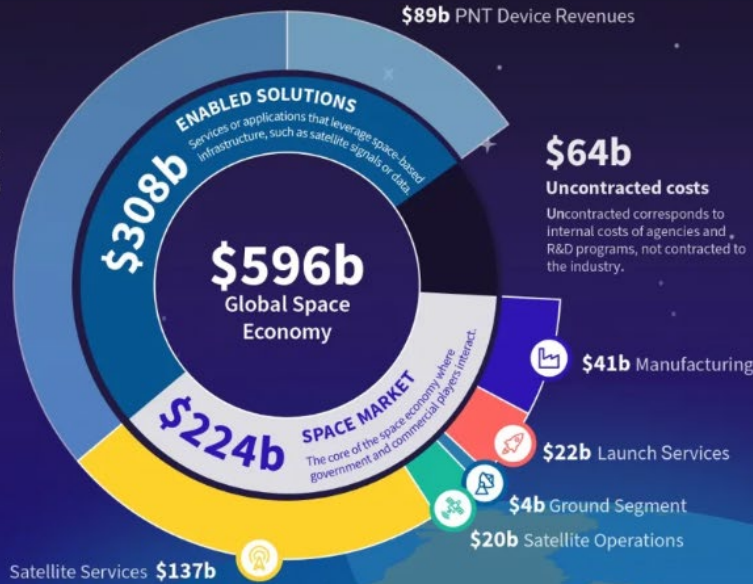 $89b PNT Device Revenues
ENABLED SOLUTIONS
Services or applications that leverage space-based
infrastructure, such as satellite signals or data.
$308b
$64b
Uncontracted costs
Uncontracted corresponds to
internal costs of agencies and
R&D programs, not contracted to
the industry.
$596b
Global Space
Economy
$224b
SPACE MARKET
The core of the space economy where
government and commercial players interact.
$41b Manufacturing
$22b Launch Services
$4b Ground Segment
$20b Satellite Operations
Satellite Services $137b